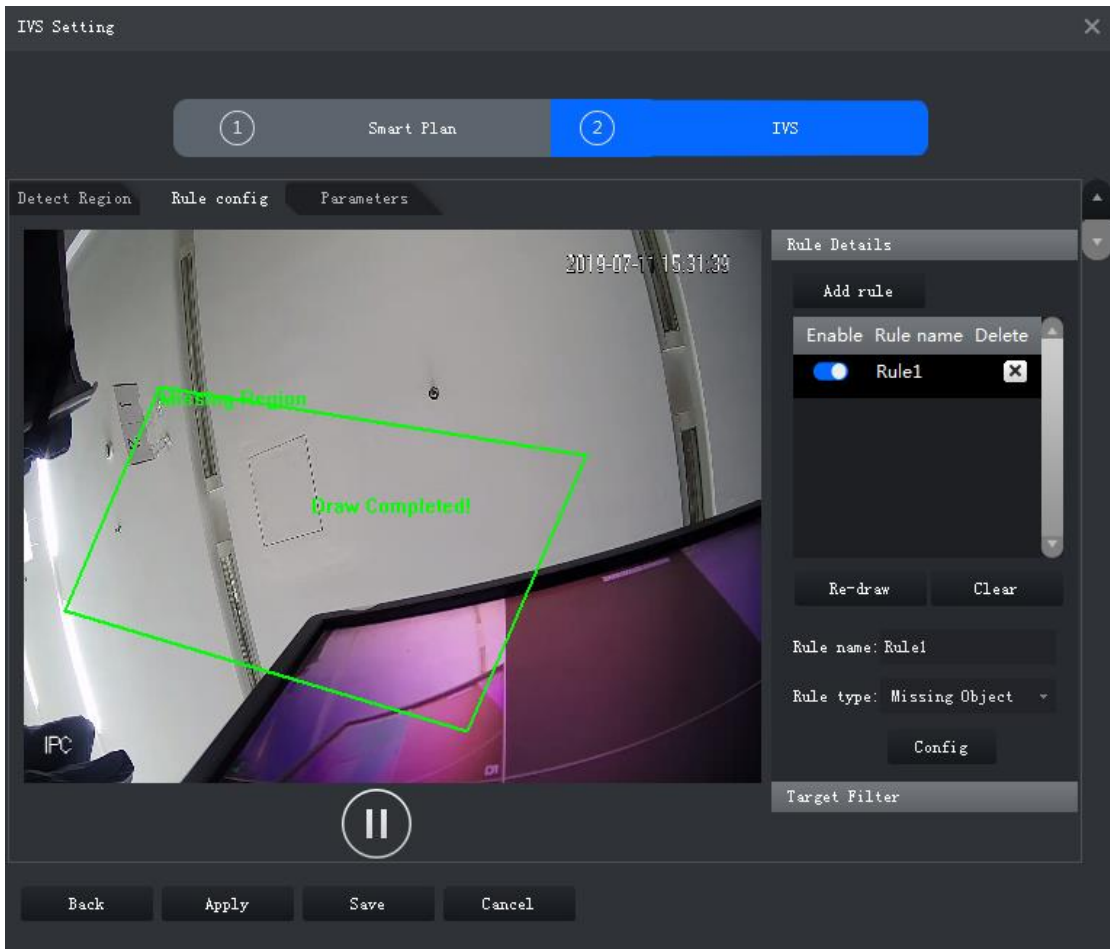 IVS Setting
1 Smart Plan 2 IVS
Detect Region Rule config Parameters
2019-07-11 15:31:39
Missing Region
Draw Completed!
IPC
Rule Details
Add rule
Enable Rule name Delete
Rule1
Re-draw Clear
Rule name: Rule1
Rule type: Missing Object
Config
Target Filter
Back Apply Save Cancel